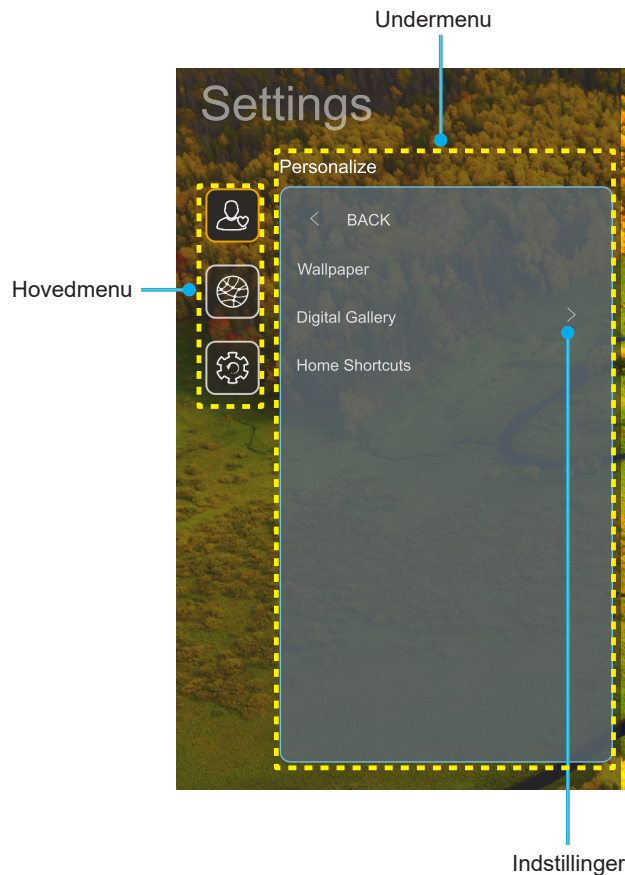 Undermenu
Settings
Personalize
BACK
Wallpaper
Hovedmenu
Digital Gallery
Home Shortcuts
Indstillinger